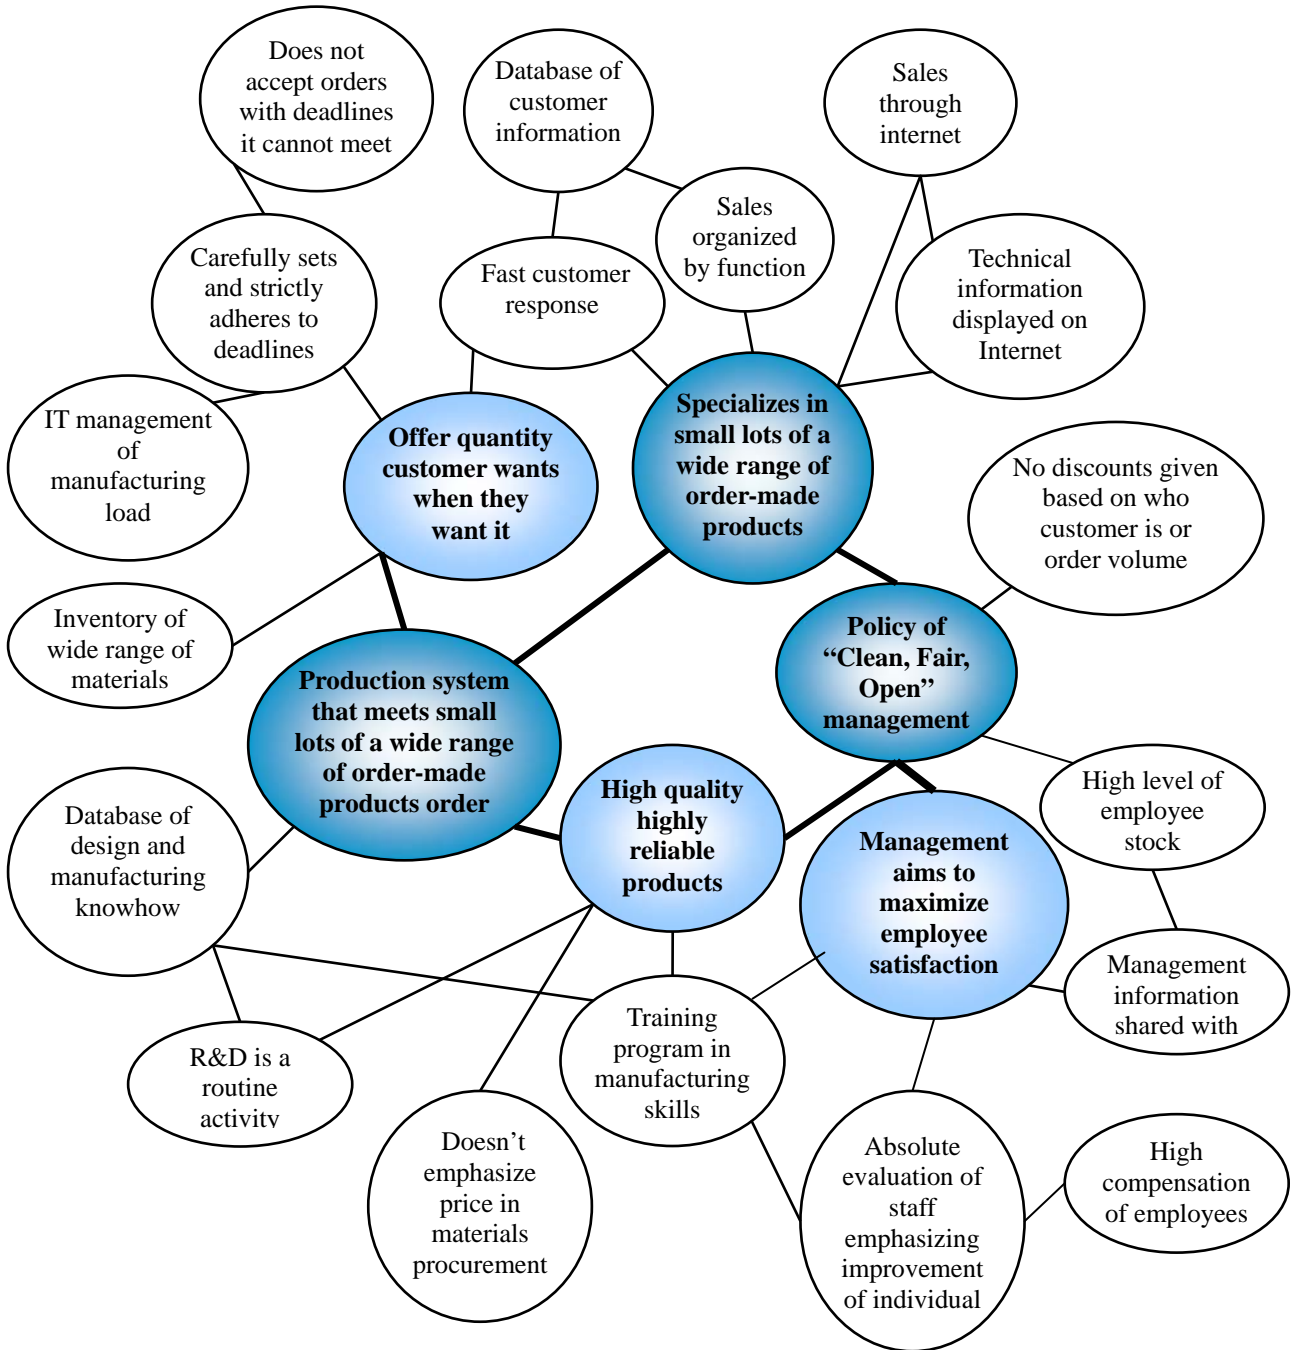 Does not
accept orders
with deadlines
it cannot meet
Database of
customer
information
Sales
through
internet
Carefully sets
and strictly
adheres to
deadlines
Fast customer
response
Sales
organized
by function
Technical
information
displayed on
Internet
IT management
of
manufacturing
load
Offer quantity
customer wants
when they
want it
Specializes in
small lots of a
wide range of
order-made
products
No discounts given
based on who
customer is or
order volume
Inventory of
wide range of
materials
Production system
that meets small
lots of a wide range
of order-made
products order
Policy of
“Clean, Fair,
Open”
management
High quality
highly
reliable
products
High level of
employee
stock
Database of
design and
manufacturing
knowhow
Management
aims to
maximize
employee
satisfaction
Management
information
shared with
R&D is a
routine
activity
Training
program in
manufacturing
skills
Doesn’t
emphasize
price in
materials
procurement
Absolute
evaluation of
staff
emphasizing
improvement
of individual
High
compensation
of employees